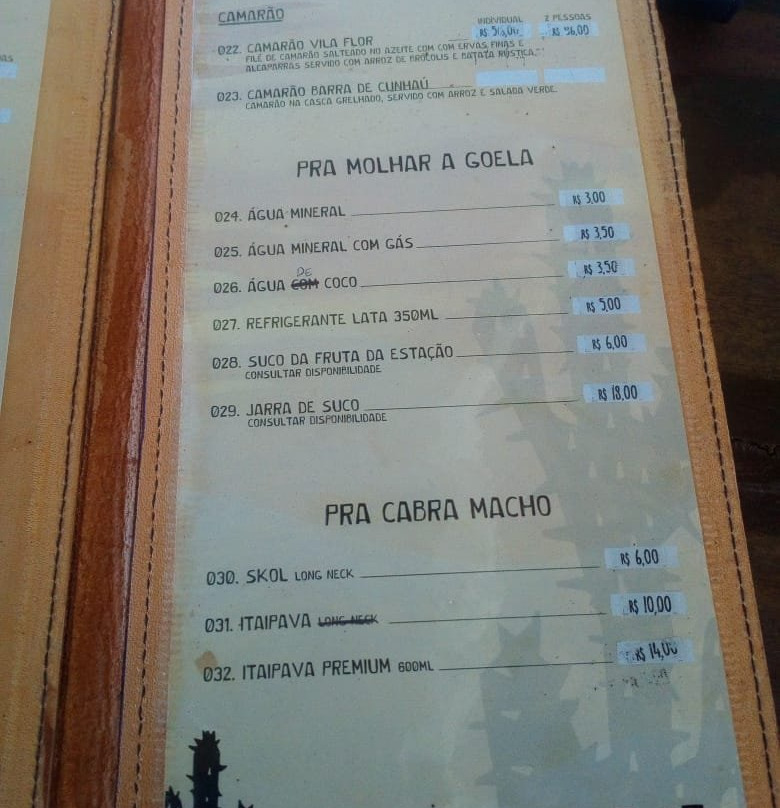 CAMARÃO
INDIVIDUAL 2 PESSOAS
022. CAMARÃO VILA FLOR R$ 96,00
FILÉ DE CAMARÃO SALTEADO NO AZEITE COM COM ERVAS FINAS E
ALCAPARRAS SERVIDO COM ARROZ DE BRÓCOLIS E BATATA RÚSTICA.
023. CAMARÃO BARRA DE CUNHAÚ
CAMARÃO NA CASCA GRELHADO, SERVIDO COM ARROZ E SALADA VERDE.
PRA MOLHAR A GOELA
024. ÁGUA MINERAL R$ 3,00
025. ÁGUA MINERAL COM GÁS R$ 3,50
DE
026. ÁGUA COM COCO R$ 3,50
027. REFRIGERANTE LATA 350ML R$ 5,00
028. SUCO DA FRUTA DA ESTAÇÃO R$ 6,00
CONSULTAR DISPONIBILIDADE
029. JARRA DE SUCO R$ 18,00
CONSULTAR DISPONIBILIDADE
PRA CABRA MACHO
030. SKOL LONG NECK R$ 6,00
031. ITAIPAVA LONG NECK R$ 10,00
032. ITAIPAVA PREMIUM 600ML R$ 14,00